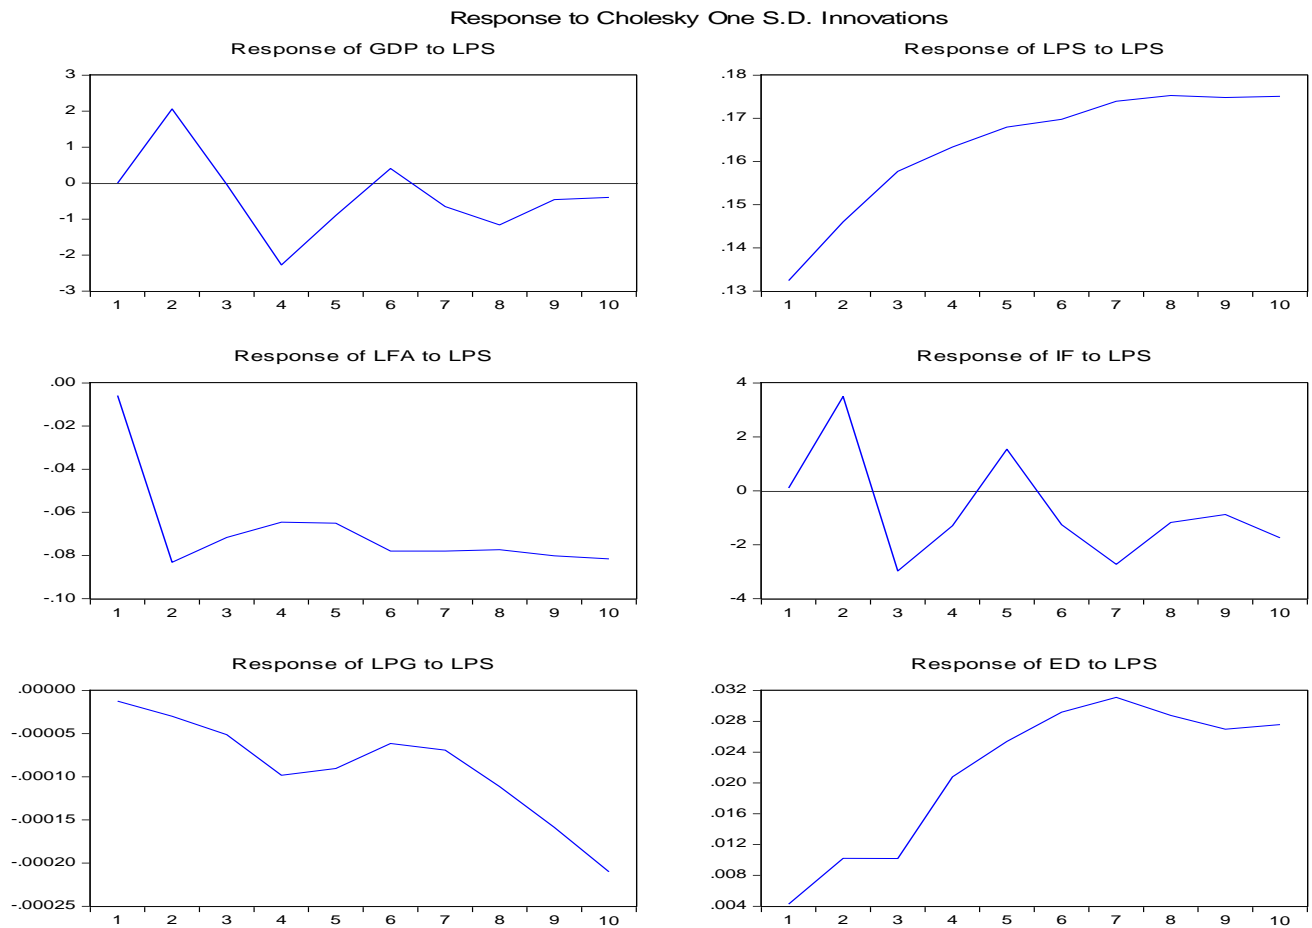 Response to Cholesky One S.D. Innovations
Response of GDP to LPS
3
2
1
0
-1
-2
-3
1 2 3 4 5 6 7 8 9 10
Response of LPS to LPS
.18
.17
.16
.15
.14
.13
1 2 3 4 5 6 7 8 9 10
Response of LFA to LPS
.00
-.02
-.04
-.06
-.08
-.10
1 2 3 4 5 6 7 8 9 10
Response of IF to LPS
4
2
0
-2
-4
1 2 3 4 5 6 7 8 9 10
Response of LPG to LPS
.00000
-.00005
-.00010
-.00015
-.00020
-.00025
1 2 3 4 5 6 7 8 9 10
Response of ED to LPS
.032
.028
.024
.020
.016
.012
.008
.004
1 2 3 4 5 6 7 8 9 10